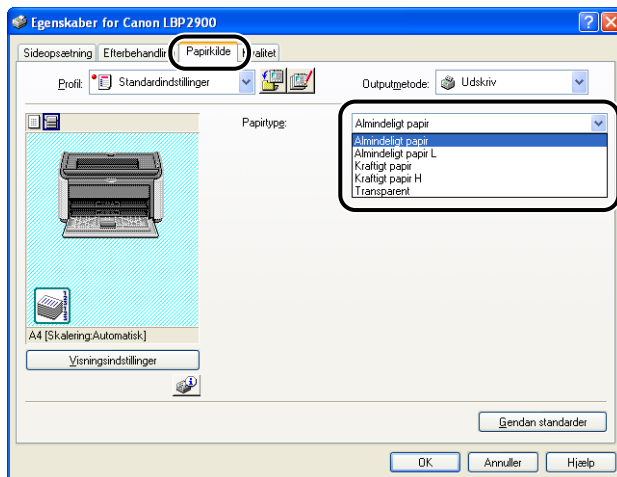 Egenskaber for Canon LBP2900
Sideopsætning Efterbehandlin Papirkilde valitet
Profil: Standardindstillinger Outputmetode: Udskriv
Papirtype: Almindeligt papir
Almindeligt papir
Almindeligt papir L
Kraftigt papir
Kraftigt papir H
Transparent
A4 [Skalering:Automatisk]
Visningsindstillinger
Gendan standarder
OK Annuller Hjælp